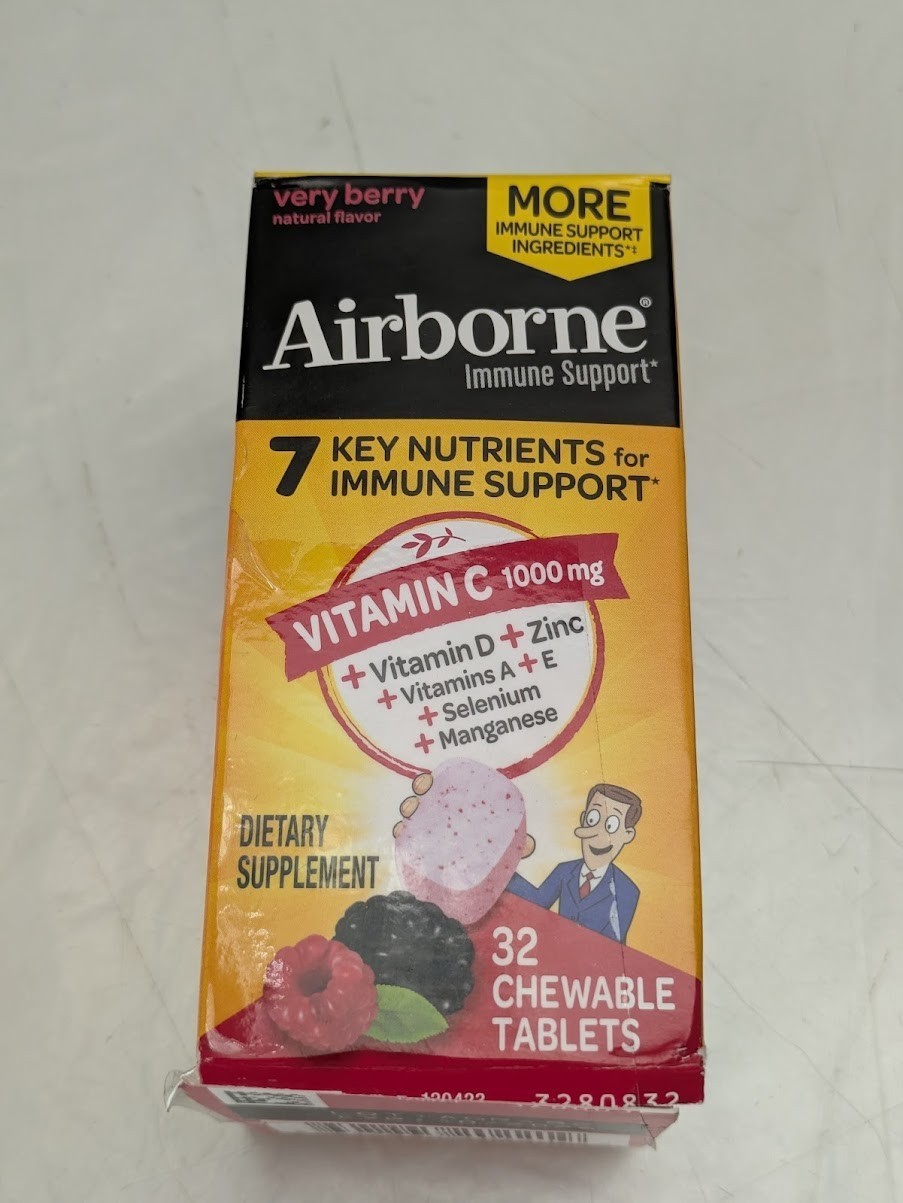 very berry
natural flavor
MORE
IMMUNE SUPPORT
INGREDIENTS*‡
Airborne®
Immune Support*
7 KEY NUTRIENTS for
IMMUNE SUPPORT*
VITAMIN C 1000 mg
+ Vitamin D + Zinc
+ Vitamins A + E
+ Selenium
+ Manganese
DIETARY
SUPPLEMENT
32
CHEWABLE
TABLETS
3280832